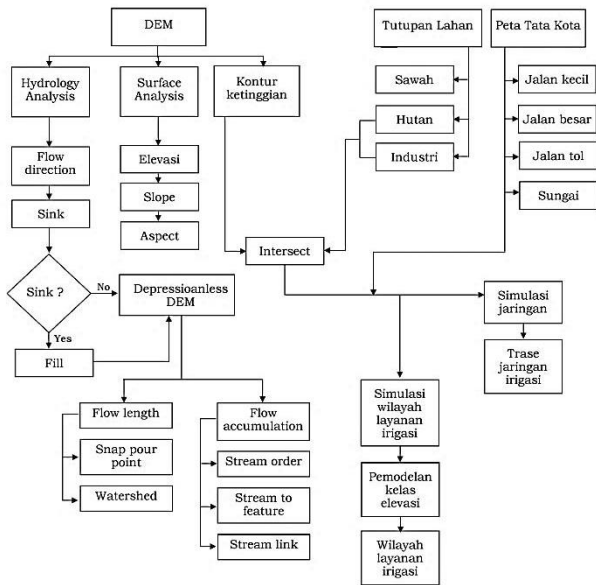 DEM
Tutupan Lahan
Peta Tata Kota
Hydrology
Analysis
Surface
Analysis
Kontur
ketinggian
Sawah
Hutan
Industri
Jalan kecil
Jalan besar
Jalan tol
Sungai
Flow
direction
Elevasi
Slope
Aspect
Sink
Intersect
Sink ?
No
Yes
Depressioanless
DEM
Fill
Simulasi
jaringan
Trase
jaringan
irigasi
Flow length
Snap pour
point
Watershed
Flow
accumulation
Stream order
Stream to
feature
Stream link
Simulasi
wilayah
layanan
irigasi
Pemodelan
kelas
elevasi
Wilayah
layanan
irigasi